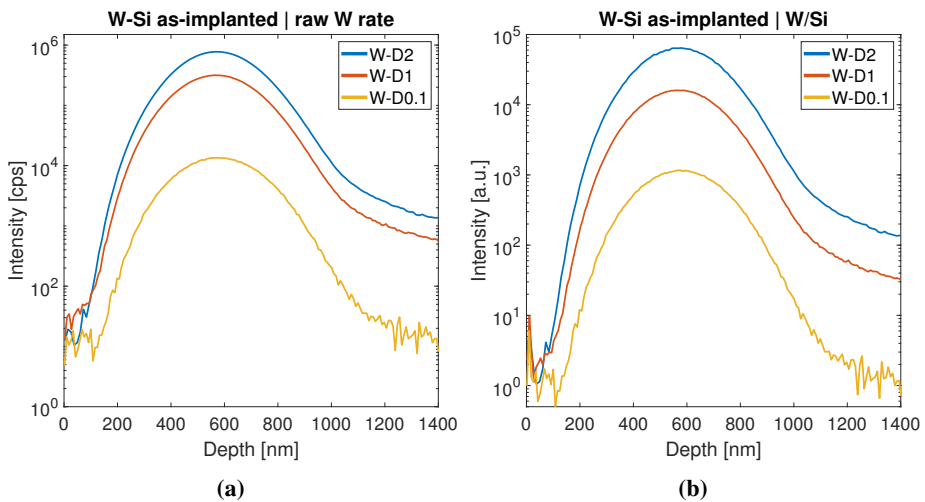 W-Si as-implanted | raw W rate
10^6
10^4
10^2
10^0
Intensity [cps]
W-D2
W-D1
W-D0.1
0 200 400 600 800 1000 1200 1400
Depth [nm]
(a)
W-Si as-implanted | W/Si
10^5
10^4
10^3
10^2
10^1
10^0
Intensity [a.u.]
W-D2
W-D1
W-D0.1
0 200 400 600 800 1000 1200 1400
Depth [nm]
(b)